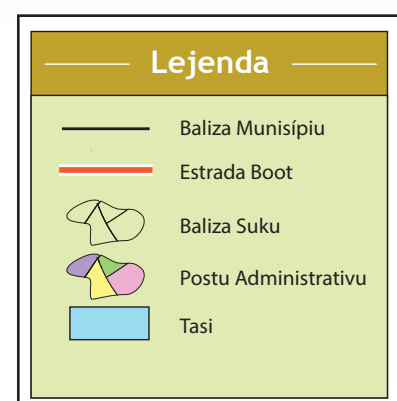 Lejenda
Baliza Munisípiu
Estrada Boot
Baliza Suku
Postu Administrativu
Tasi